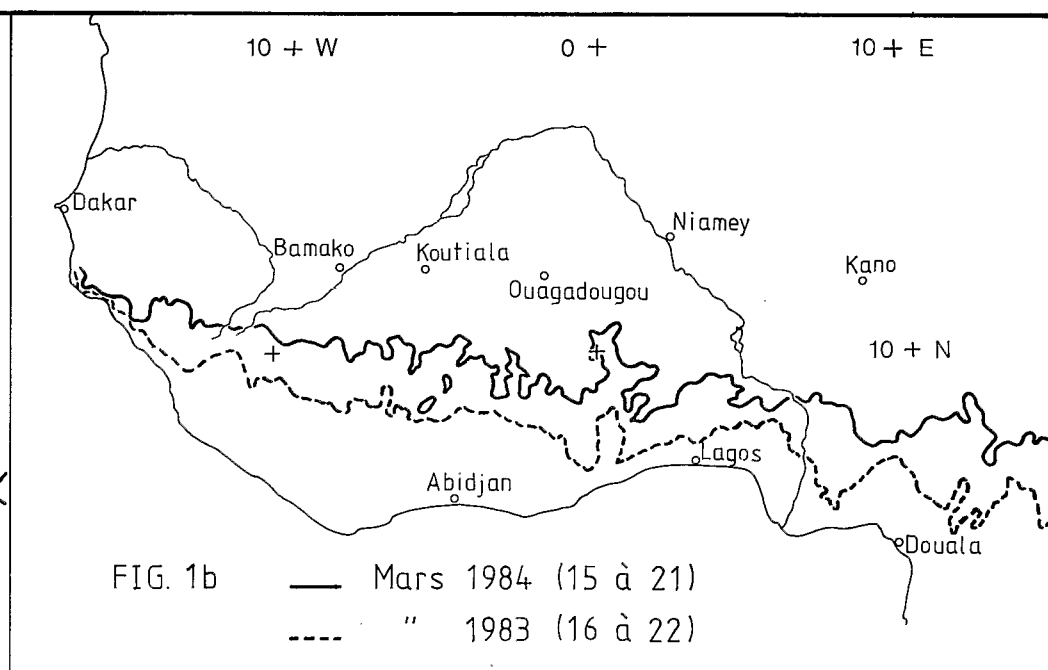 10 + W 0 + 10 + E
Dakar
Niamey
Bamako
Koutiala
Kano
Ouagadougou
10 + N
Lagos
Abidjan
Douala
FIG. 1b Mars 1984 (15 à 21)
" 1983 (16 à 22)